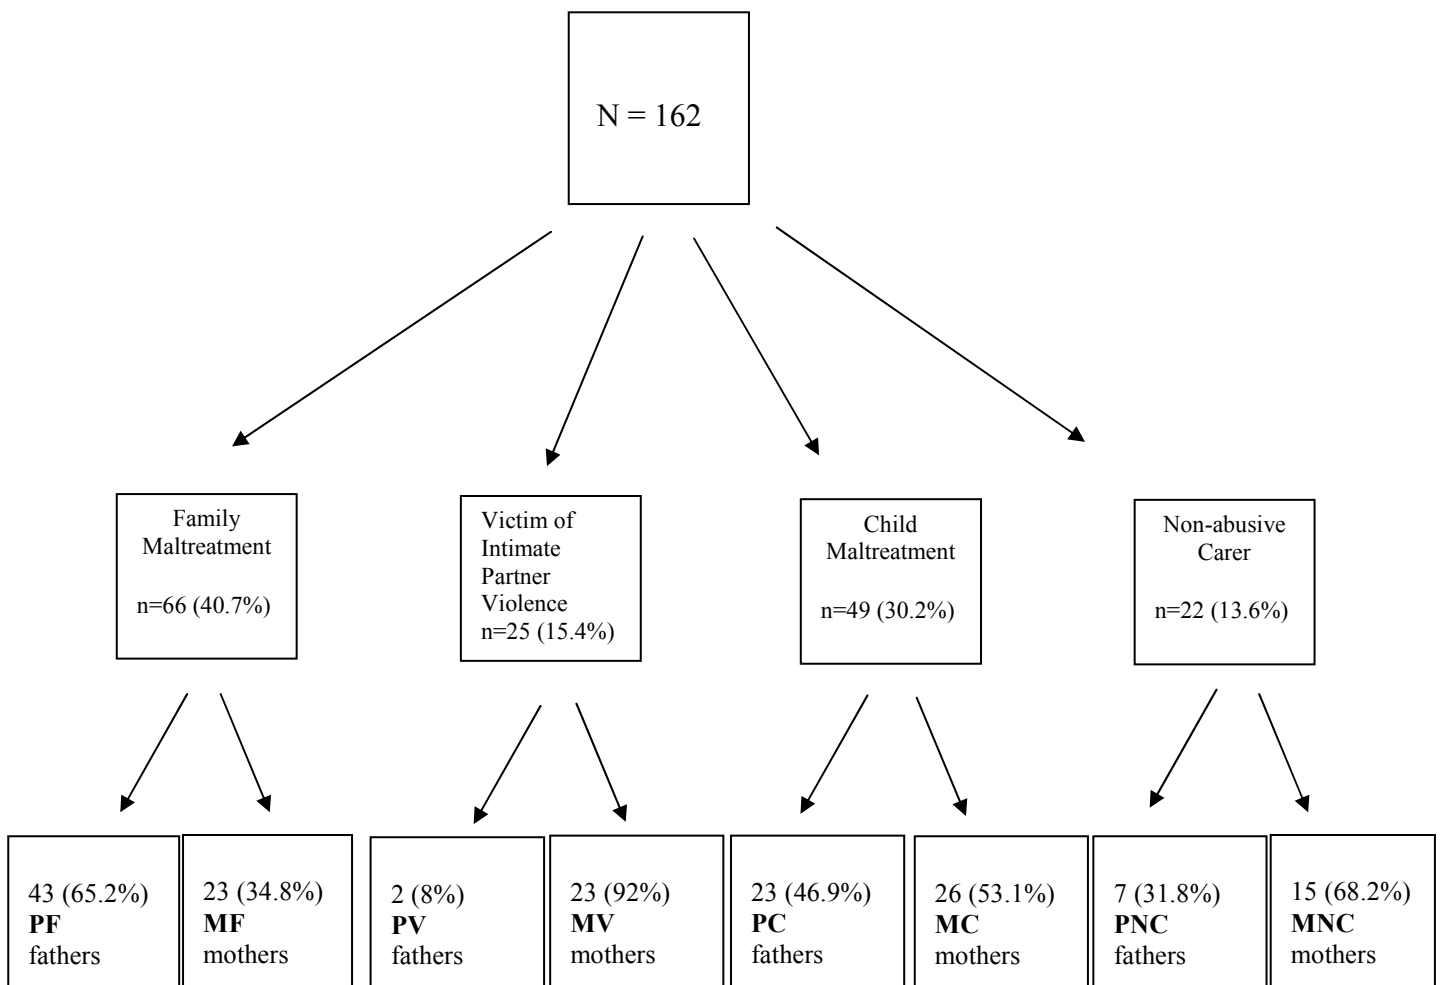 N = 162
Family
Maltreatment
n=66 (40.7%)
Victim of
Intimate
Partner
Violence
n=25 (15.4%)
Child
Maltreatment
n=49 (30.2%)
Non-abusive
Carer
n=22 (13.6%)
43 (65.2%)
PF
fathers
23 (34.8%)
MF
mothers
2 (8%)
PV
fathers
23 (92%)
MV
mothers
23 (46.9%)
PC
fathers
26 (53.1%)
MC
mothers
7 (31.8%)
PNC
fathers
15 (68.2%)
MNC
mothers